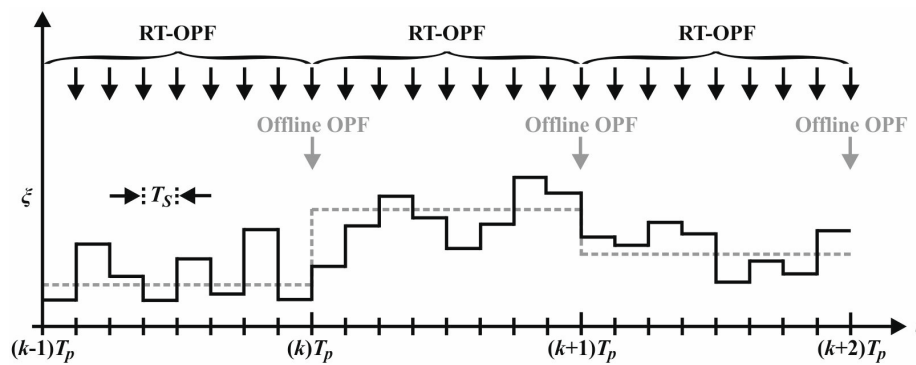 RT-OPF RT-OPF RT-OPF
Offline OPF Offline OPF Offline OPF
ξ
T_S
(k-1)T_p (k)T_p (k+1)T_p (k+2)T_p